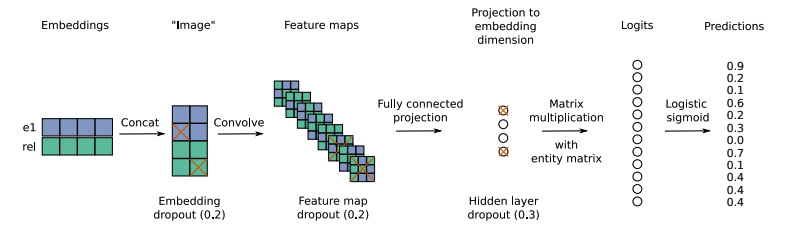 Embeddings
"Image"
Feature maps
Projection to
embedding
dimension
Logits
Predictions
e1
rel
Concat
Convolve
Fully connected
projection
Matrix
multiplication
with
entity matrix
Logistic
sigmoid
0.9
0.2
0.1
0.6
0.2
0.3
0.0
0.7
0.1
0.4
0.4
0.4
Embedding
dropout (0.2)
Feature map
dropout (0.2)
Hidden layer
dropout (0.3)